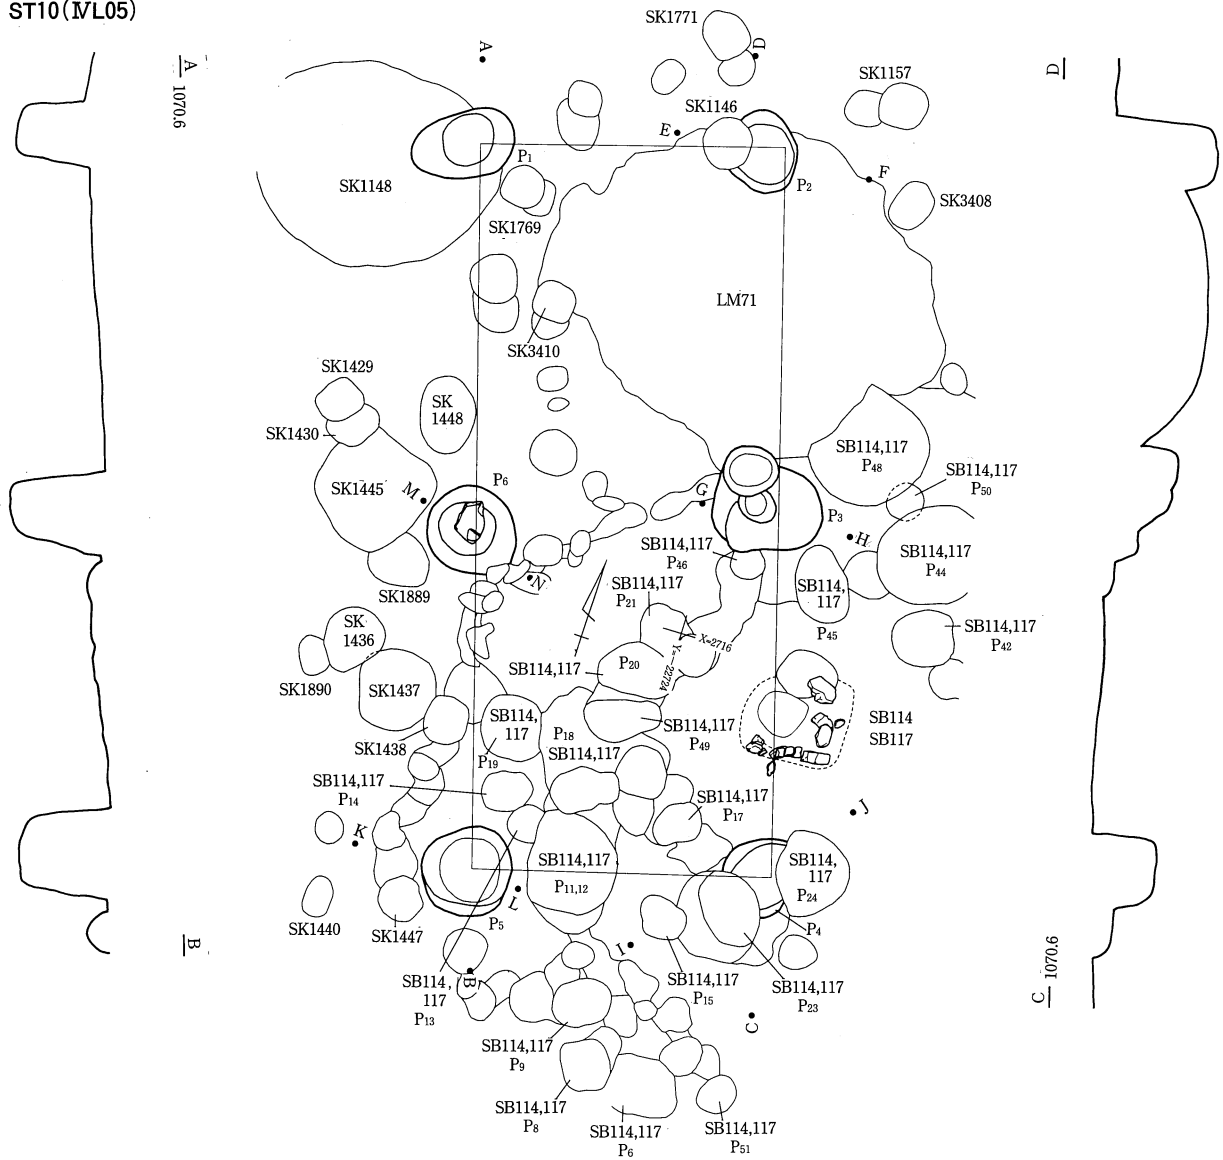 ST10(ⅣL05)
A
1070.6
B
A
SK1771
D
SK1157
SK1146
E
F
P1
P2
SK1148
SK1769
SK3408
LM71
SK3410
SK1429
SK
1448
SK1430
SB114,117
P48
SB114,117
P50
SK1445
M
P6
G
P3
H
SB114,117
P46
SB114,117
P44
N
SB114,117
P21
SB114,
117
P45
SK1889
SK
1436
X=2716
SB114,117
P42
SB114,117
P20
Y=-22724
SK1890
SK1437
SB114,
117
P19
P18
SB114,117
SB114,117
P49
SB114
SB117
SK1438
SB114,117
P14
SB114,117
P17
J
K
SB114,117
P11,12
SB114,
117
P24
L
P5
P4
SK1440
SK1447
I
B
SB114,
117
P13
SB114,117
P15
SB114,117
P23
C
SB114,117
P9
SB114,117
P8
SB114,117
P6
SB114,117
P51
D
C
1070.6